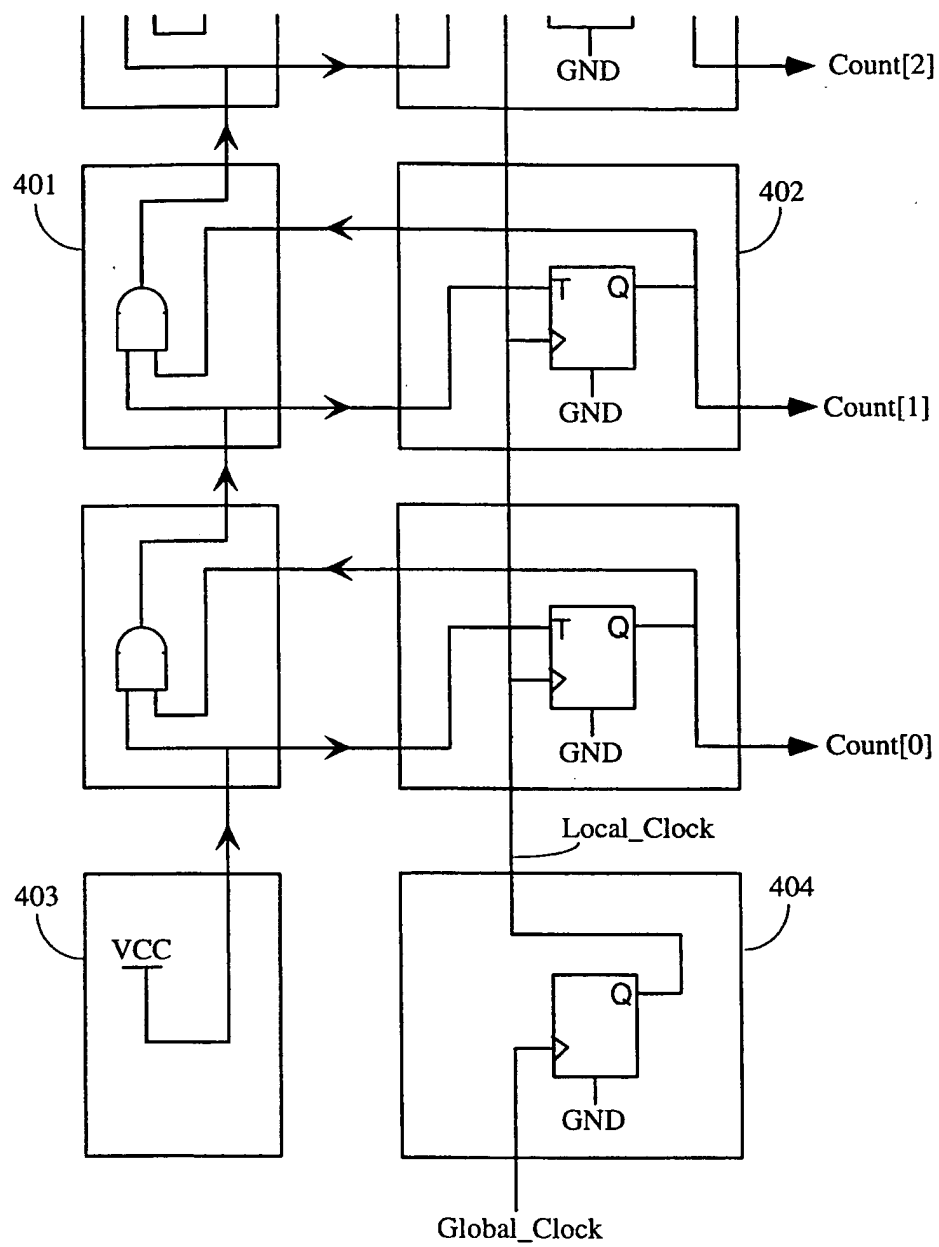 GND
Count[2]
401
402
T Q
GND
Count[1]
T Q
GND
Count[0]
Local_Clock
403
404
VCC
Q
GND
Global_Clock